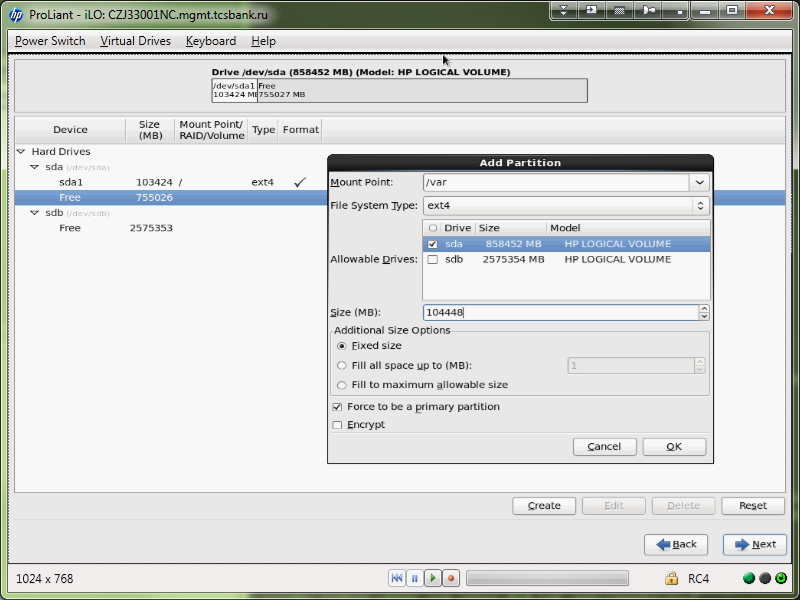 ProLiant - iLO: CZJ33001NC.mgmt.tcsbank.ru
Power Switch Virtual Drives Keyboard Help
Drive /dev/sda (858452 MB) (Model: HP LOGICAL VOLUME)
/dev/sda1 Free
103424 ME 755027 MB
Device Size (MB) Mount Point/ RAID/Volume Type Format
Hard Drives
sda (/dev/sda)
sda1 103424 / ext4
Free 755026
sdb (/dev/sdb)
Free 2575353
Add Partition
Mount Point: /var
File System Type: ext4
Drive Size Model
sda 858452 MB HP LOGICAL VOLUME
Allowable Drives: sdb 2575354 MB HP LOGICAL VOLUME
Size (MB): 104448
Additional Size Options
Fixed size
Fill all space up to (MB): 1
Fill to maximum allowable size
Force to be a primary partition
Encrypt
Cancel OK
Create Edit Delete Reset
Back Next
1024 x 768 RC4